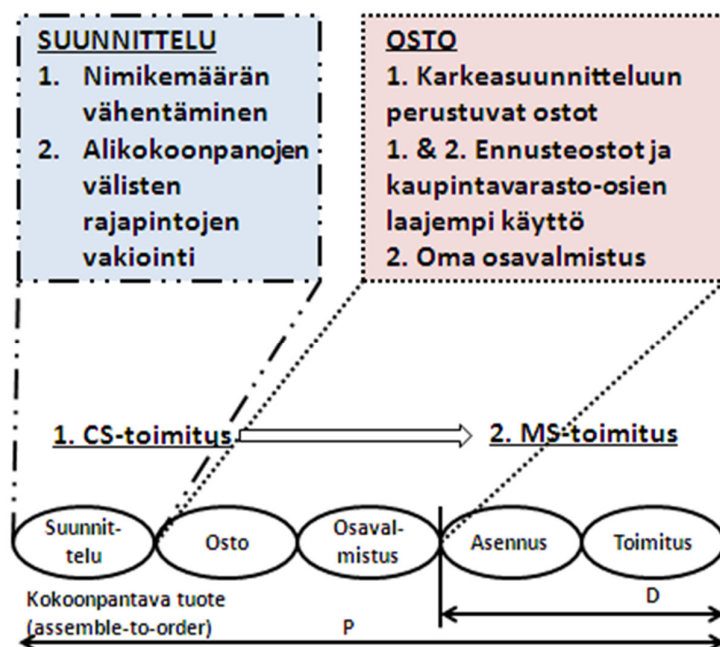 SUUNNITTELU
1. Nimikemäärän
vähentäminen
2. Alikokoonpanojen
välisten
rajapintojen
vakiointi
OSTO
1. Karkeasuunnitteluun
perustuvat ostot
1. & 2. Ennusteostot ja
kaupintavarasto-osien
laajempi käyttö
2. Oma osavalmistus
1. CS-toimitus
2. MS-toimitus
Suunnit-
telu
Osto
Osaval-
mistus
Asennus
Toimitus
Kokoonpantava tuote
(assemble-to-order)
D
P